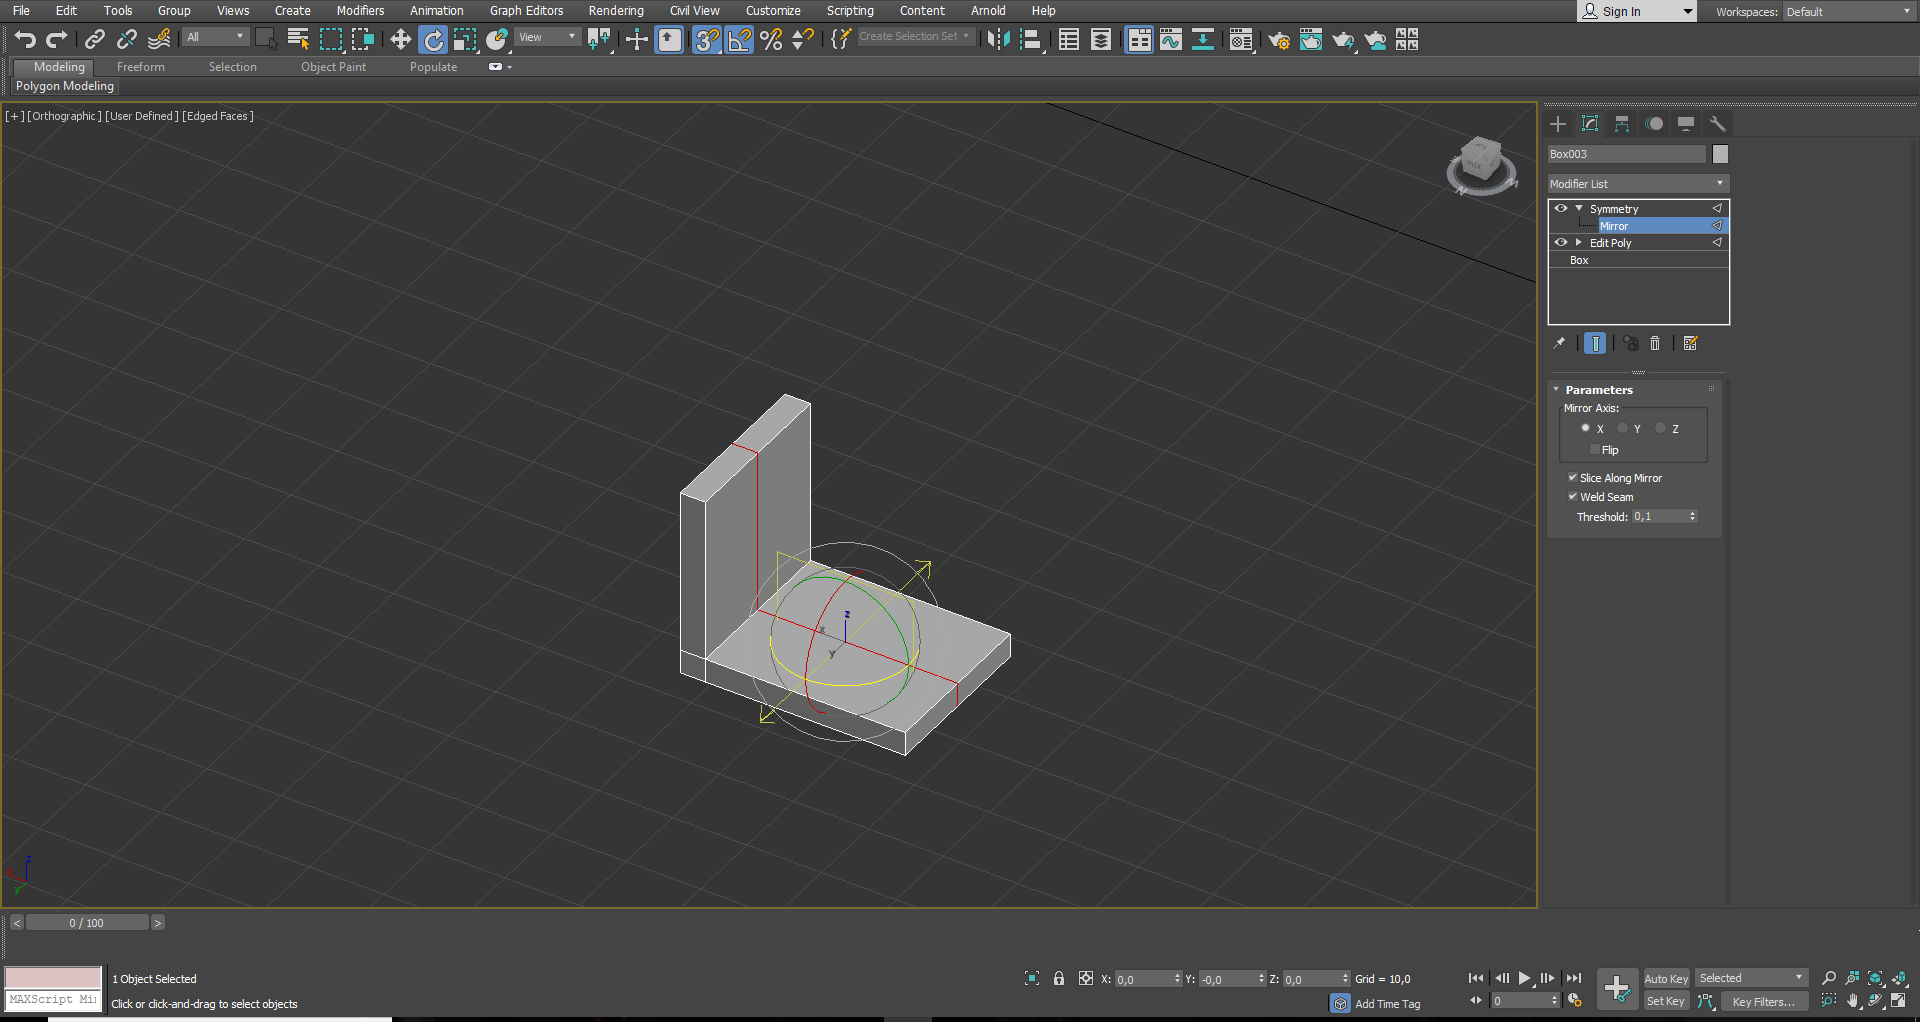 File Edit Tools Group Views Create Modifiers Animation Graph Editors Rendering Civil View Customize Scripting Content Arnold Help Sign In Workspaces: Default
All View 3 Create Selection Set
Modeling Freeform Selection Object Paint Populate
Polygon Modeling
[+] [Orthographic] [User Defined] [Edged Faces]
N
Box003
Modifier List
Symmetry
Mirror
Edit Poly
Box
Parameters
Mirror Axis:
X Y Z
Flip
Slice Along Mirror
Weld Seam
Threshold: 0,1
z
x
y
z
y
< 0 / 100 >
1 Object Selected X: 0,0 Y: -0,0 Z: 0,0 Grid = 10,0 Auto Key Selected
MAXScript Mi
Click or click-and-drag to select objects Add Time Tag 0 Set Key Key Filters...